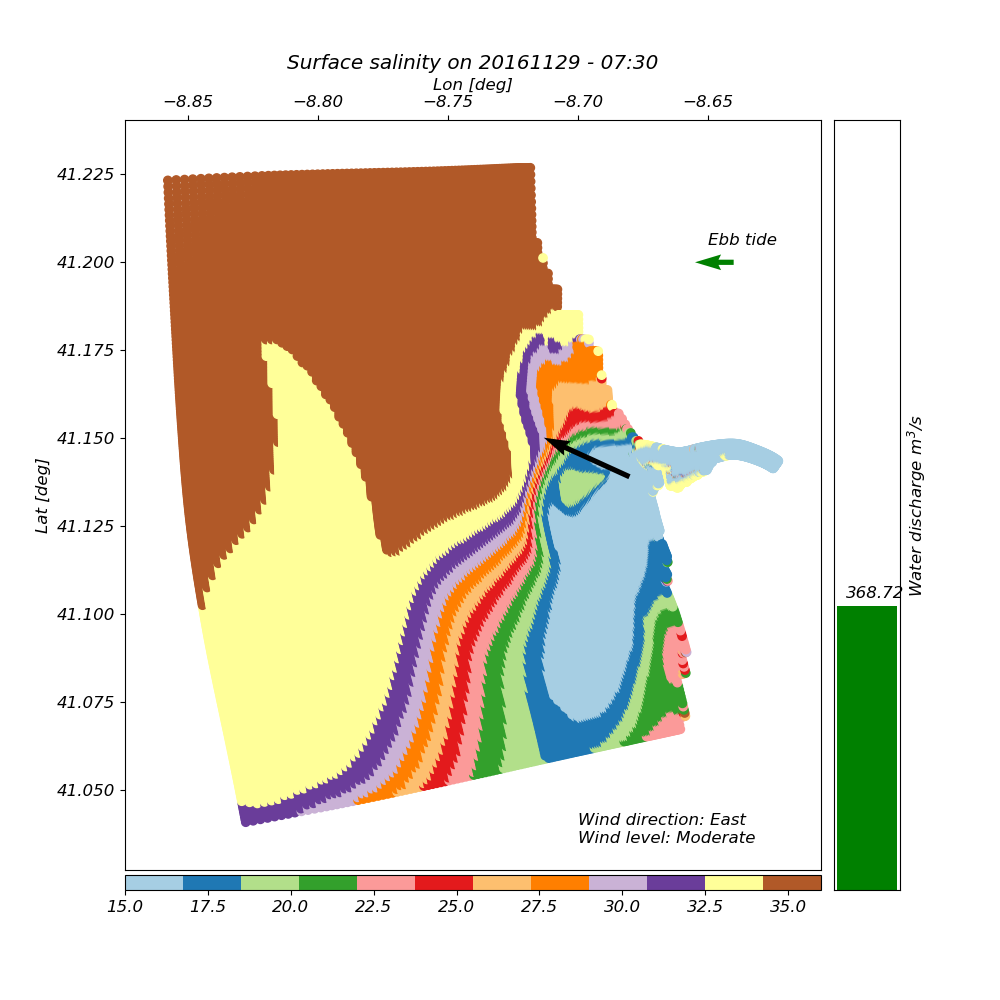 Surface salinity on 20161129 - 07:30
Lon [deg]
−8.85 −8.80 −8.75 −8.70 −8.65
41.225
41.200
41.175
41.150
41.125
41.100
41.075
41.050
Lat [deg]
Ebb tide
Wind direction: East
Wind level: Moderate
368.72
Water discharge m³/s
15.0 17.5 20.0 22.5 25.0 27.5 30.0 32.5 35.0